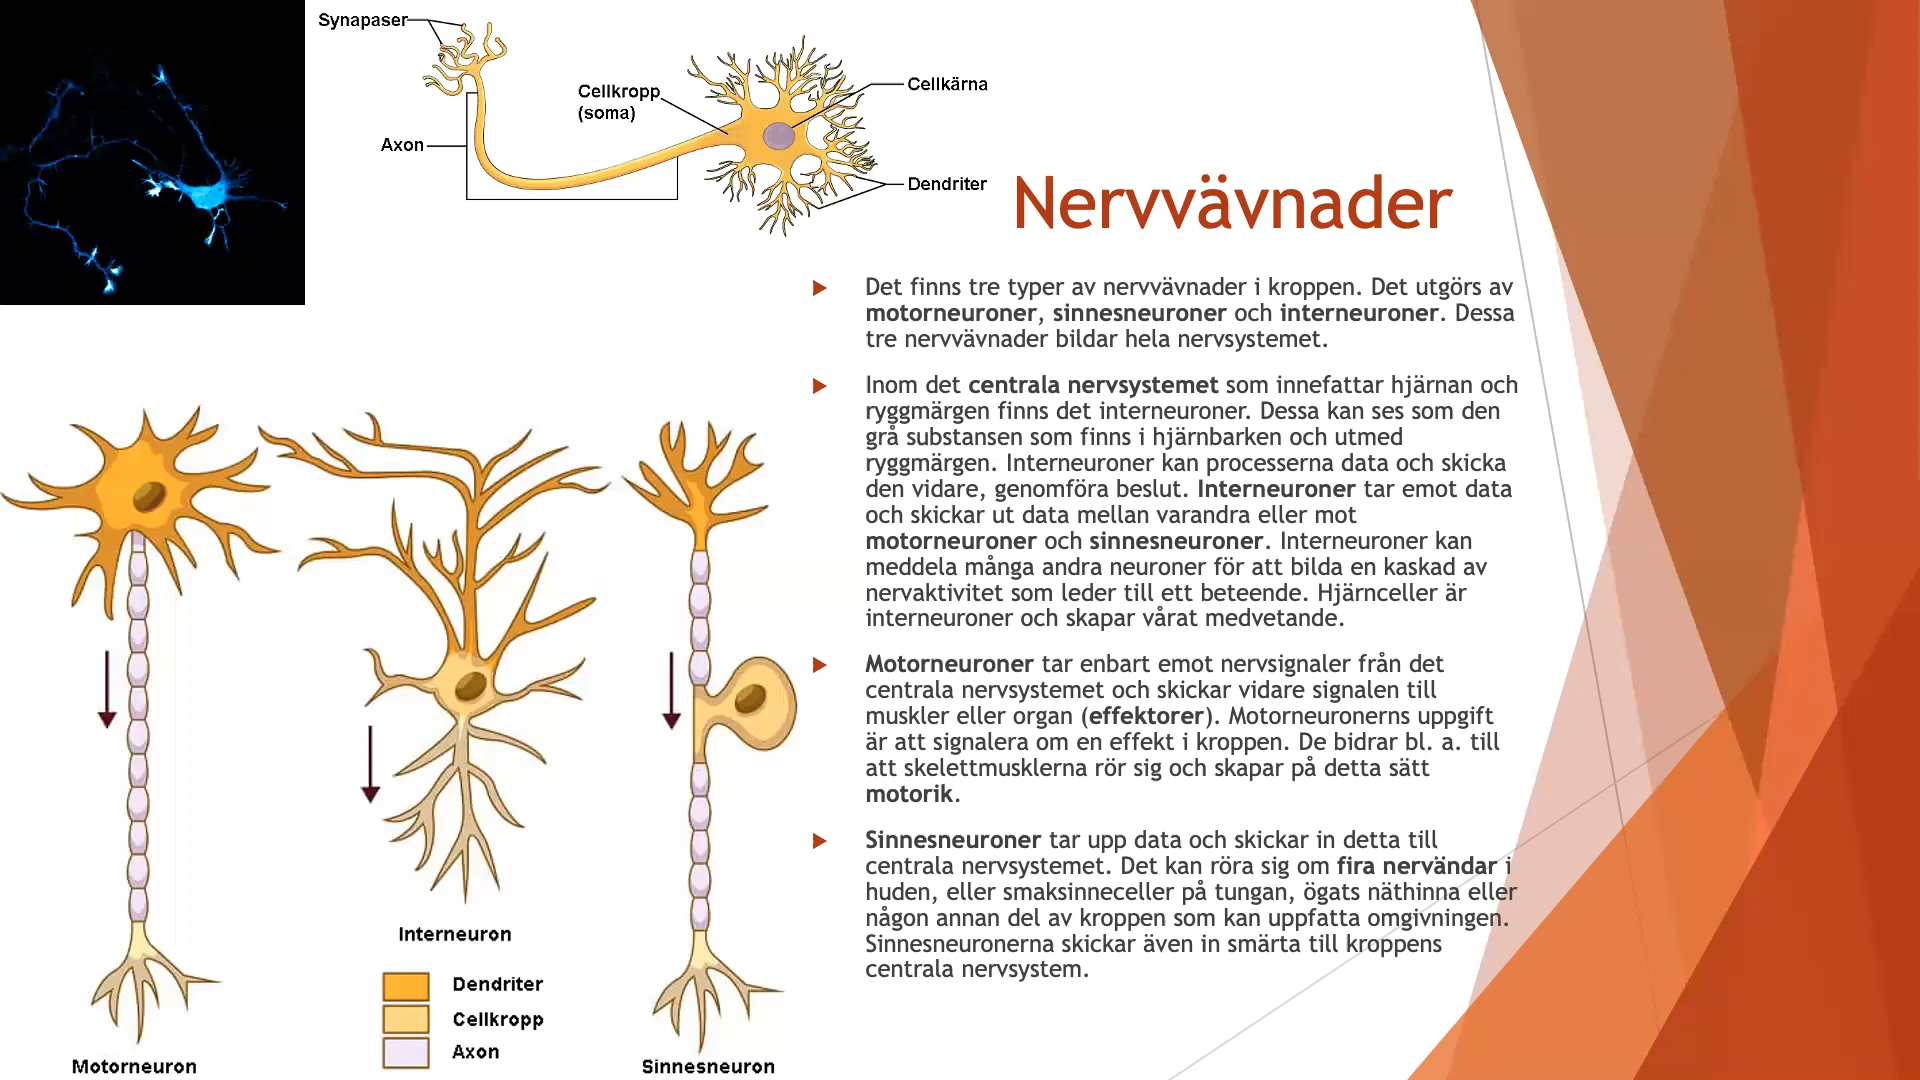 Synapaser
Cellkropp
(soma)
Cellkärna
Axon
Dendriter
Nervvävnader
Det finns tre typer av nervvävnader i kroppen. Det utgörs av
motorneuroner, sinnesneuroner och interneuroner. Dessa
tre nervvävnader bildar hela nervsystemet.
Inom det centrala nervsystemet som innefattar hjärnan och
ryggmärgen finns det interneuroner. Dessa kan ses som den
grå substansen som finns i hjärnbarken och utmed
ryggmärgen. Interneuroner kan processerna data och skicka
den vidare, genomföra beslut. Interneuroner tar emot data
och skickar ut data mellan varandra eller mot
motorneuroner och sinnesneuroner. Interneuroner kan
meddela många andra neuroner för att bilda en kaskad av
nervaktivitet som leder till ett beteende. Hjärnceller är
interneuroner och skapar vårat medvetande.
Motorneuroner tar enbart emot nervsignaler från det
centrala nervsystemet och skickar vidare signalen till
muskler eller organ (effektorer). Motorneuronerns uppgift
är att signalera om en effekt i kroppen. De bidrar bl. a. till
att skelettmusklerna rör sig och skapar på detta sätt
motorik.
Sinnesneuroner tar upp data och skickar in detta till
centrala nervsystemet. Det kan röra sig om fira nervändar i
huden, eller smaksinneceller på tungan, ögats näthinna eller
någon annan del av kroppen som kan uppfatta omgivningen.
Sinnesneuronerna skickar även in smärta till kroppens
centrala nervsystem.
Interneuron
Dendriter
Cellkropp
Axon
Motorneuron
Sinnesneuron